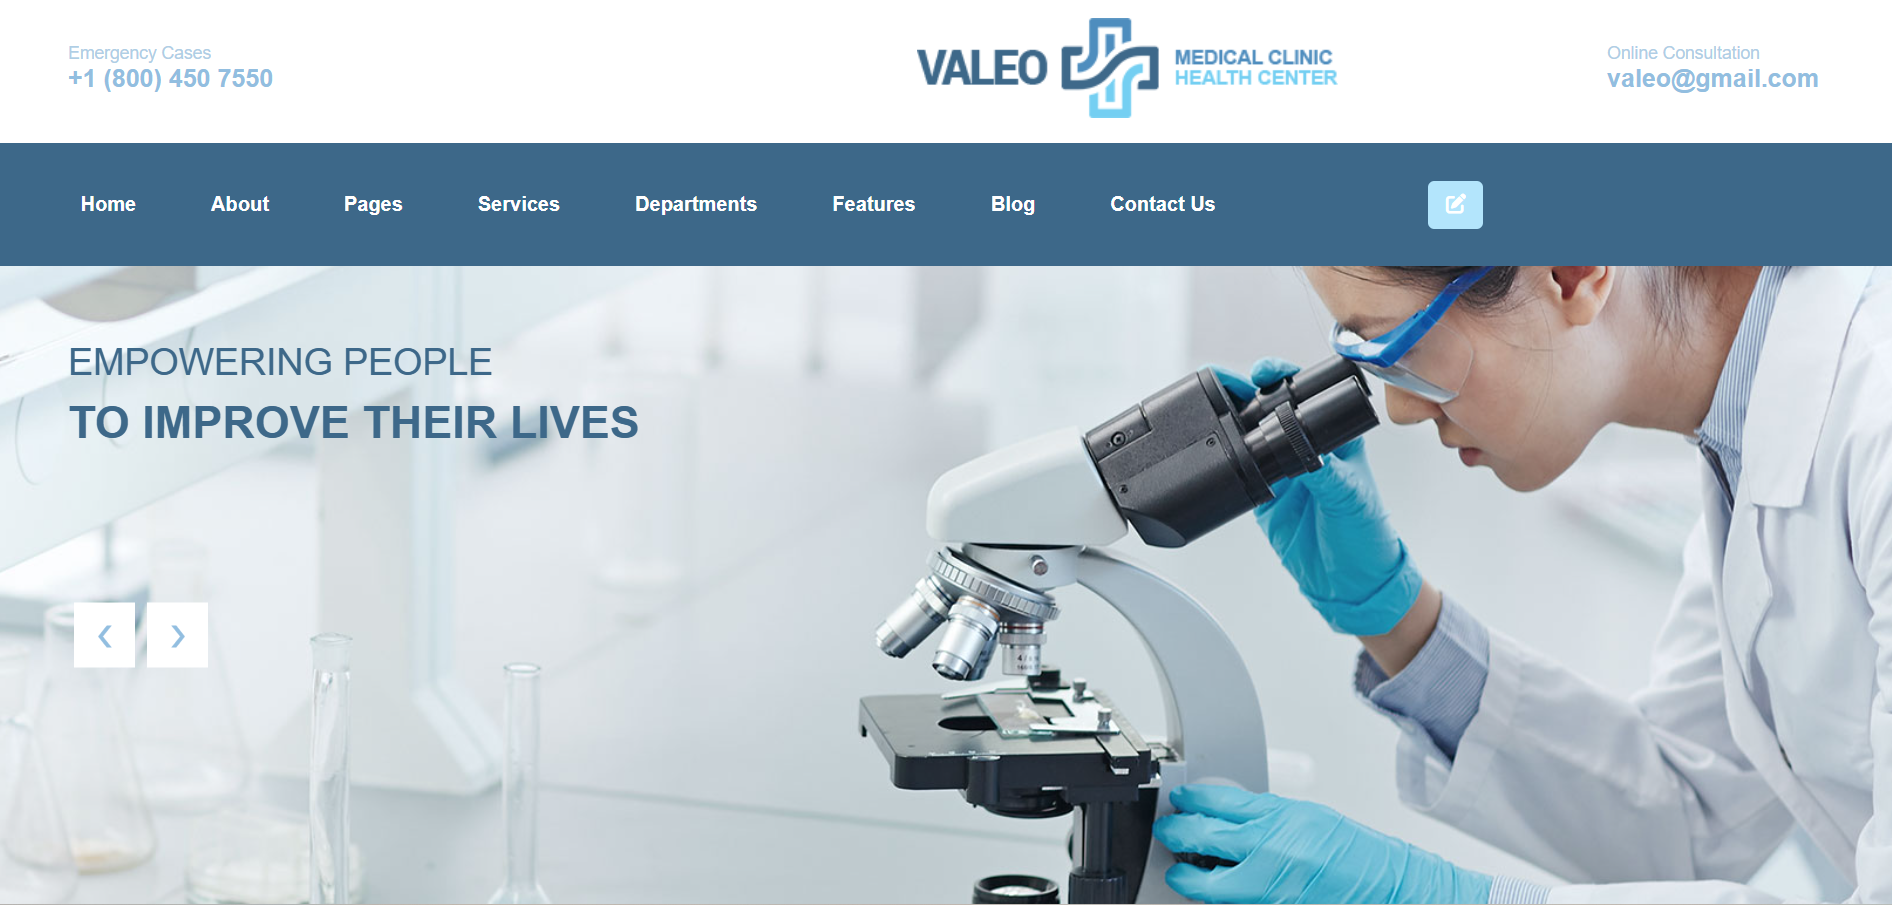 Emergency Cases
+1 (800) 450 7550
VALEO
MEDICAL CLINIC
HEALTH CENTER
Online Consultation
valeo@gmail.com
Home About Pages Services Departments Features Blog Contact Us
EMPOWERING PEOPLE
TO IMPROVE THEIR LIVES